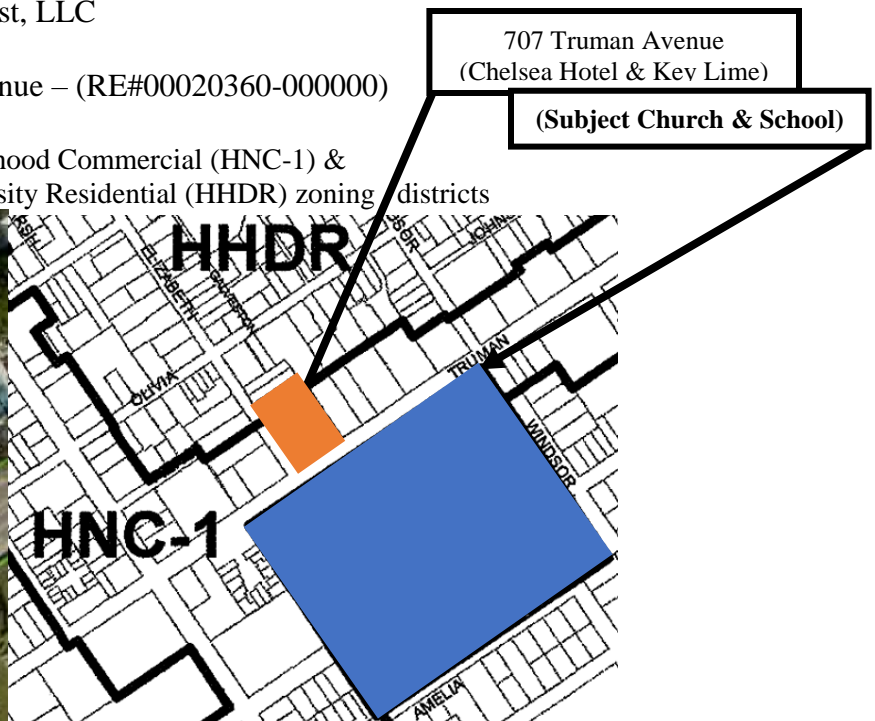 st, LLC
707 Truman Avenue
(Chelsea Hotel & Key Lime)
nue – (RE#00020360-000000)
(Subject Church & School)
hood Commercial (HNC-1) &
sity Residential (HHDR) zoning districts
HHDR
ELIZABETH
GALVESTON
OLIVIA
TRUMAN
WINDSOR
HNC-1
AMELIA